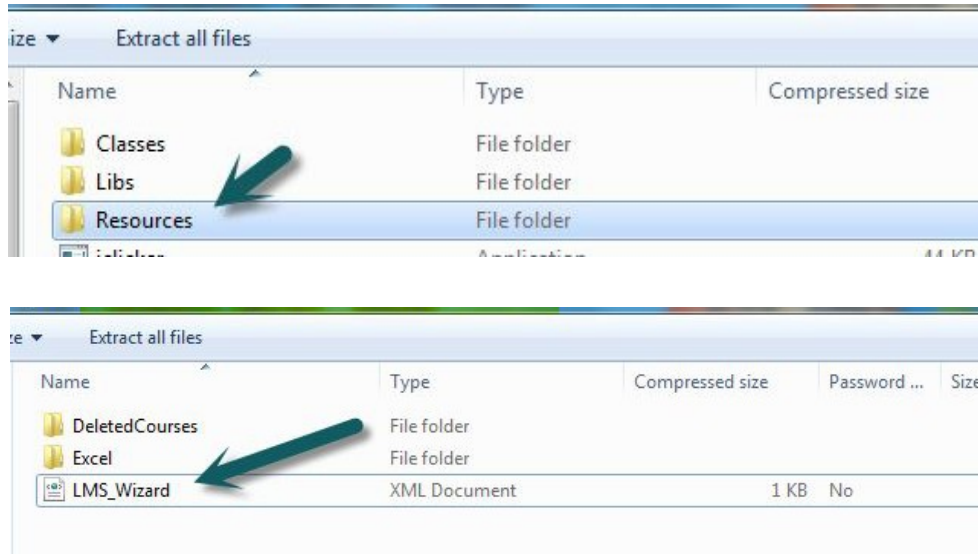 ize Extract all files
Name Type Compressed size
Classes File folder
Libs File folder
Resources File folder
iclicker Application 44 KB
ze Extract all files
Name Type Compressed size Password ... Size
DeletedCourses File folder
Excel File folder
LMS_Wizard XML Document 1 KB No